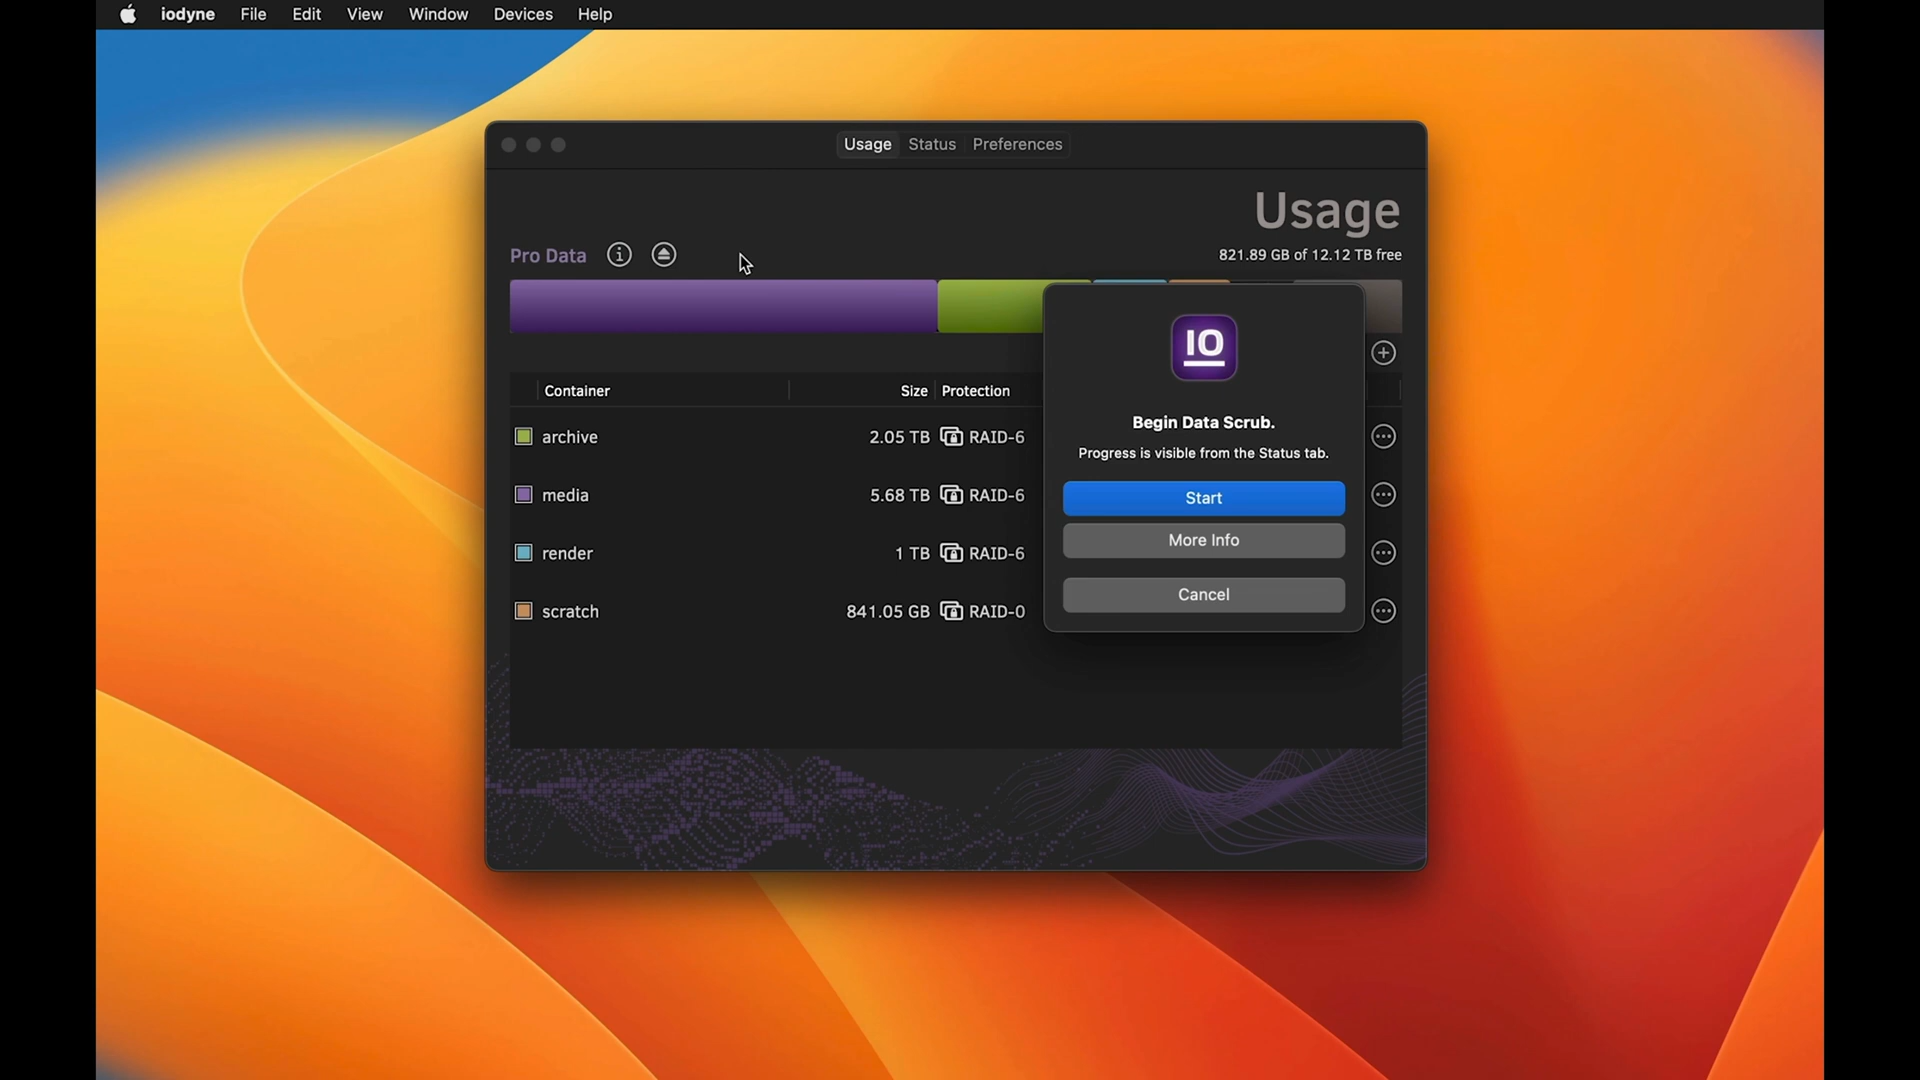 iodyne File Edit View Window Devices Help
Usage Status Preferences
Usage
Pro Data
821.89 GB of 12.12 TB free
IO
Container Size Protection
Begin Data Scrub.
archive 2.05 TB RAID-6
Progress is visible from the Status tab.
media 5.68 TB RAID-6
Start
More Info
render 1 TB RAID-6
Cancel
scratch 841.05 GB RAID-0